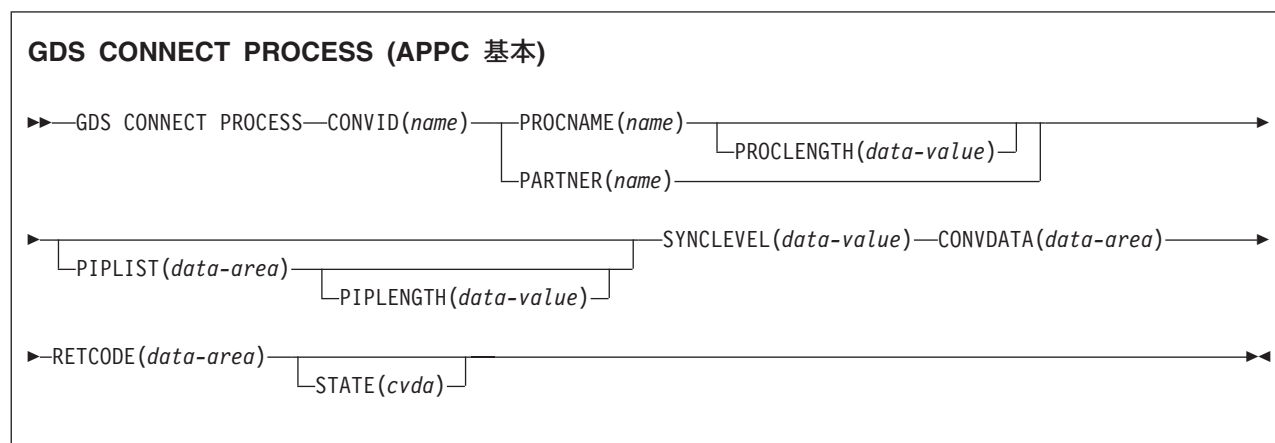 GDS CONNECT PROCESS (APPC 基本)
GDS CONNECT PROCESS CONVID(name) PROCNAME(name)
PROCLENGTH(data-value)
PARTNER(name)
SYNCLEVEL(data-value) CONVDATA(data-area)
PIPLIST(data-area)
PIPLENGTH(data-value)
RETCODE(data-area)
STATE(cvda)